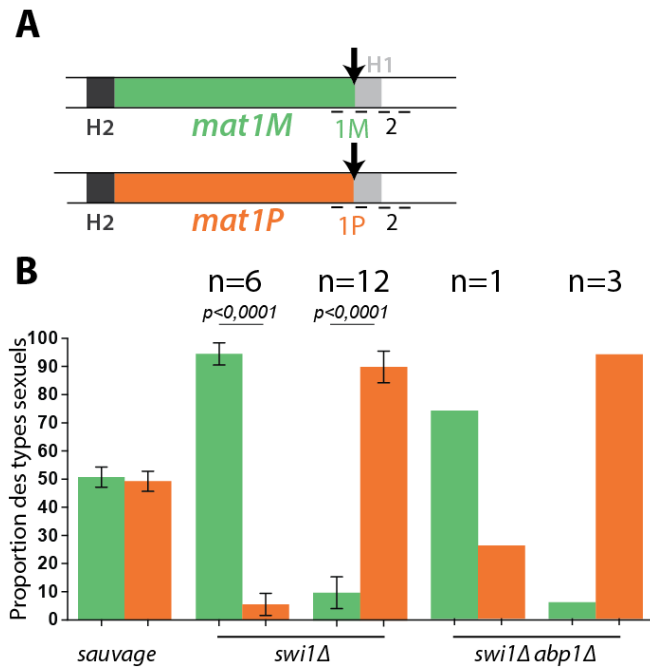 A
H1
H2 mat1M 1M 2
H2 mat1P 1P 2
B
n=6 n=12 n=1 n=3
p<0,0001 p<0,0001
Proportion des types sexuels
100
90
80
70
60
50
40
30
20
10
0
sauvage swi1Δ swi1Δ abp1Δ